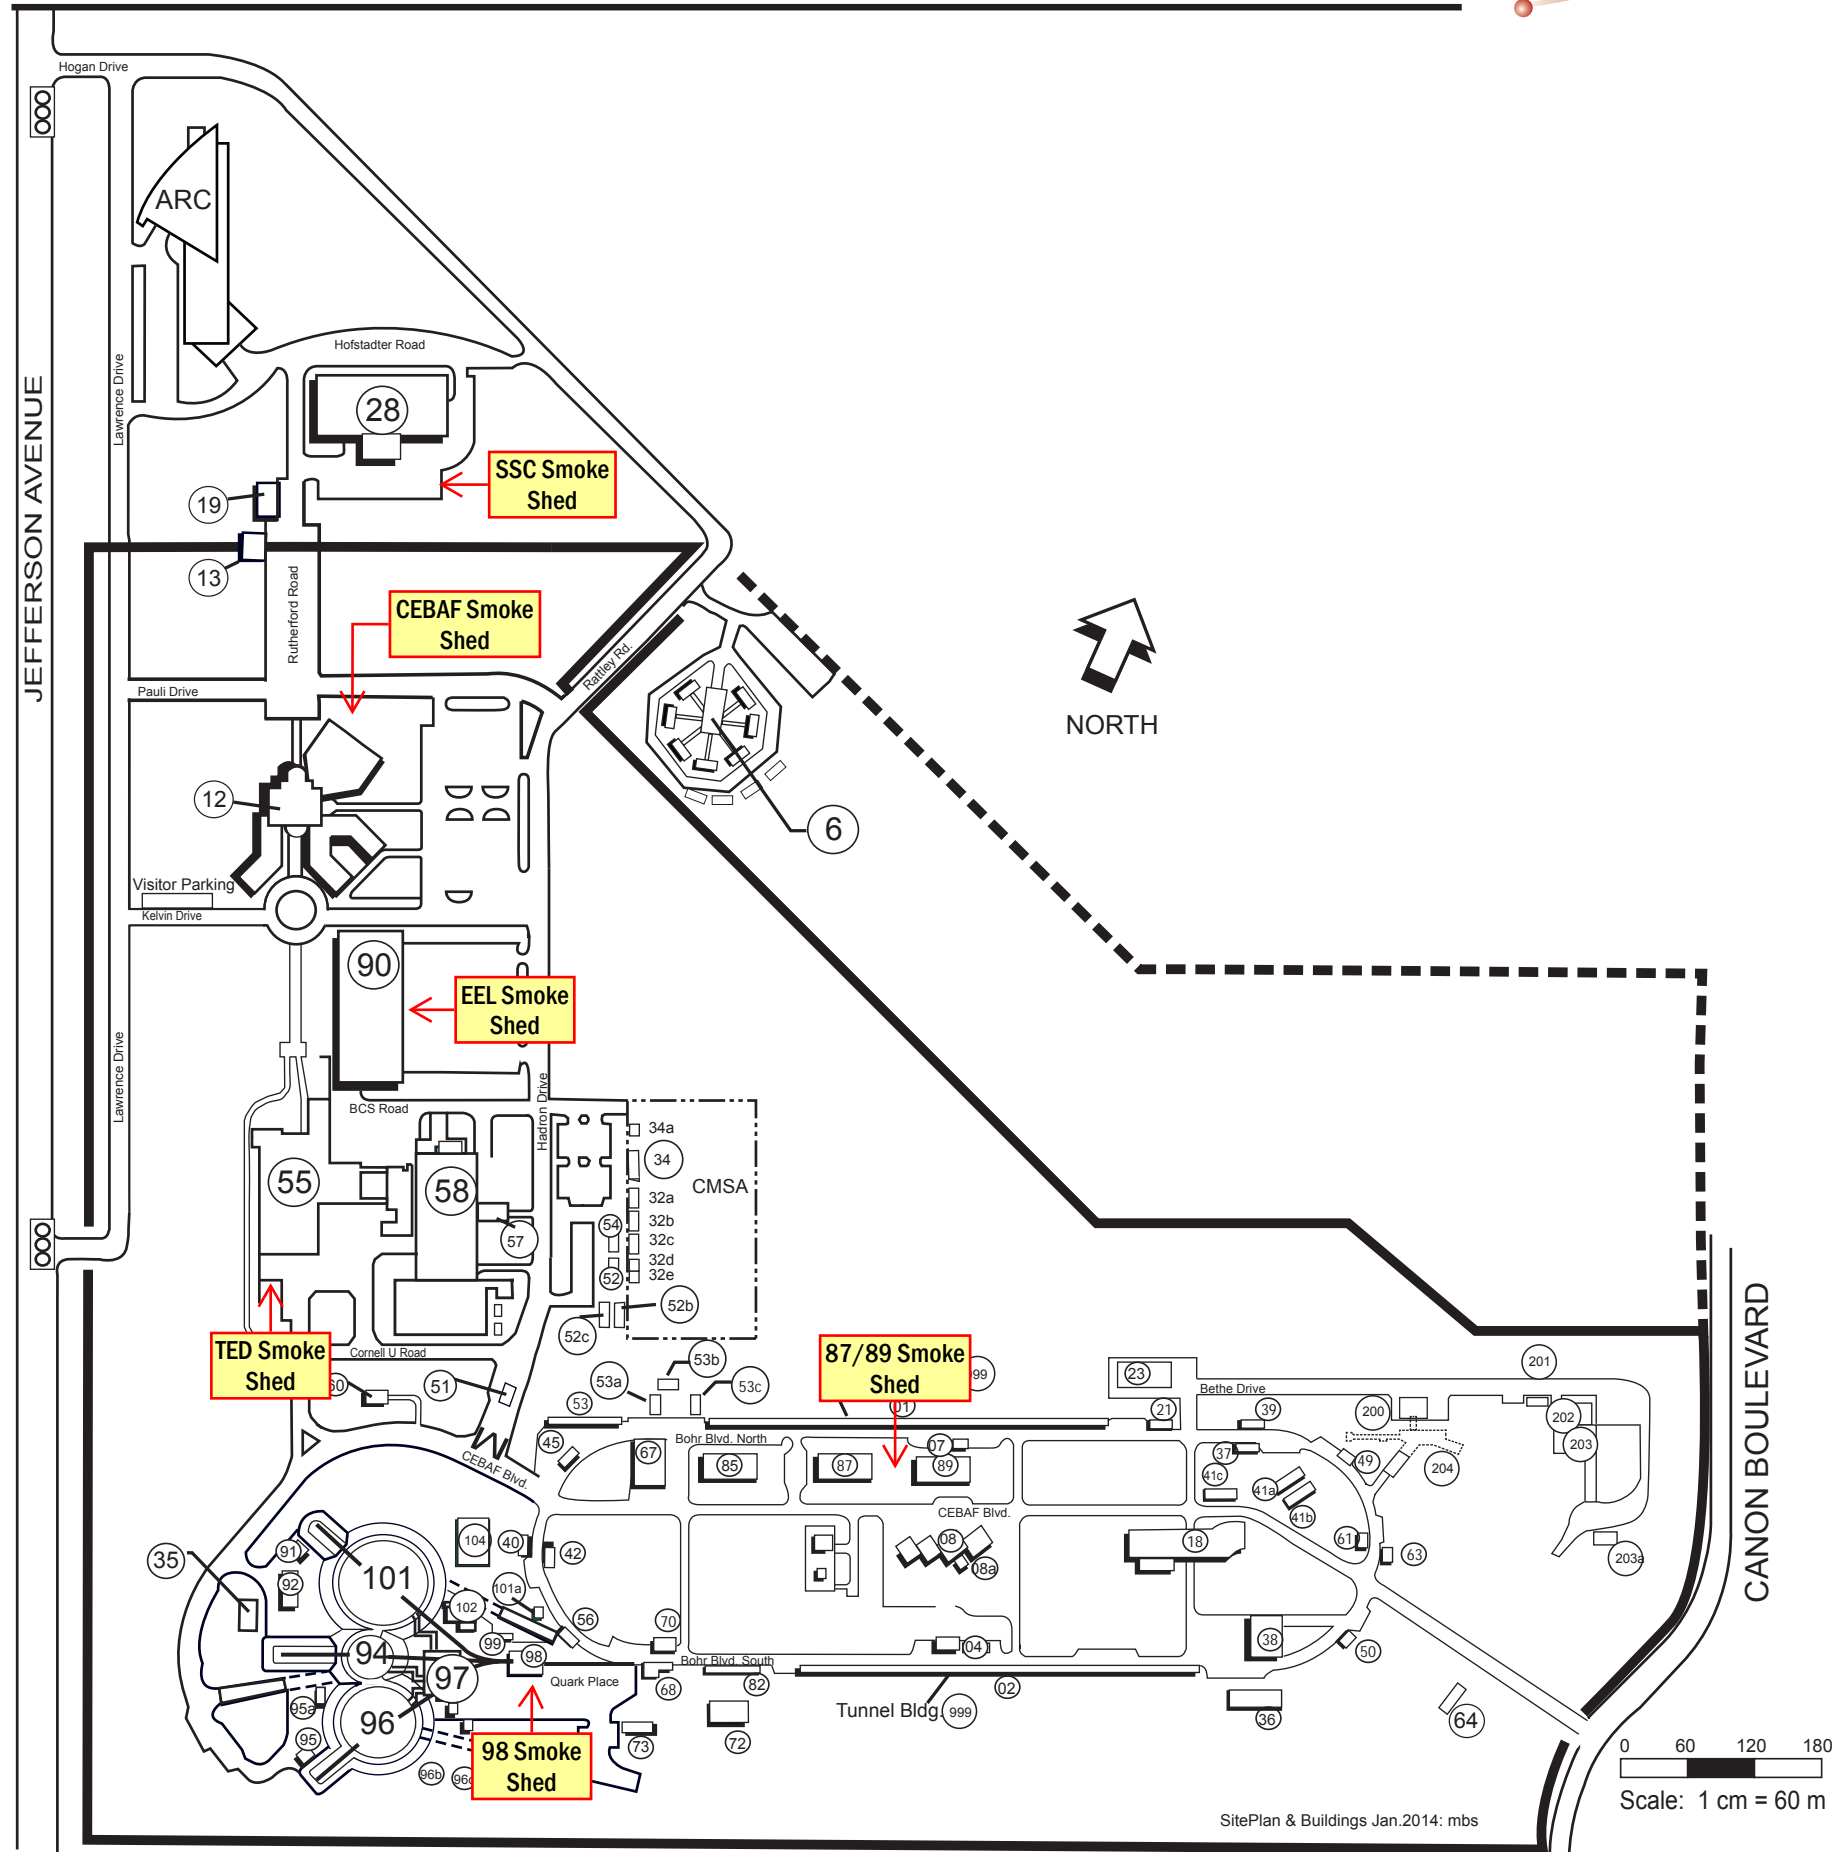 Hogan Drive
ARC
Hofstadter Road
Lawrence Drive
JEFFERSON AVENUE
28
SSC Smoke
Shed
19
13
Rutherford Road
CEBAF Smoke
Shed
Rattley Rd.
Pauli Drive
NORTH
12
6
Visitor Parking
Kelvin Drive
90
EEL Smoke
Shed
Lawrence Drive
BCS Road
Hadron Drive
34a
34
CMSA
55
58
32a
54
32b
57
32c
32d
52
32e
52b
52c
CANON BOULEVARD
TED Smoke
Shed
Cornell U Road
60
51
53b
53a
53c
53
87/89 Smoke
Shed
99
01
23
Bethe Drive
201
21
39
200
202
203
45
Bohr Blvd. North
67
85
87
07
89
37
49
204
CEBAF Blvd.
41c
41a
41b
CEBAF Blvd.
104
40
42
08
08a
18
61
63
203a
91
35
92
101
101a
102
56
70
99
98
94
97
04
38
50
Bohr Blvd. South
Quark Place
68
82
02
95a
96
95
Tunnel Bldg.
999
36
64
73
72
98 Smoke
Shed
96b
0 60 120 180
Scale: 1 cm = 60 m
SitePlan & Buildings Jan.2014: mbs